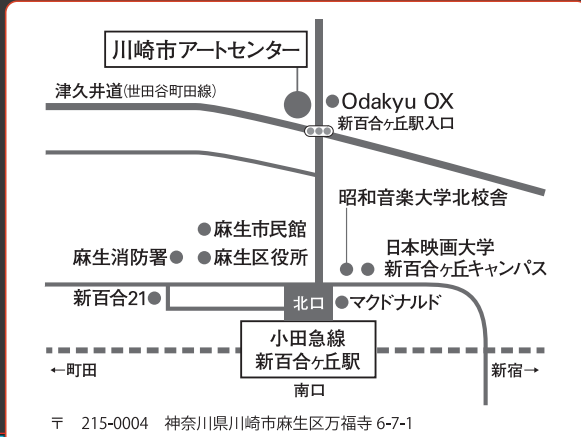 川崎市アートセンター
津久井道(世田谷町田線)
Odakyu OX
新百合ヶ丘駅入口
昭和音楽大学北校舎
麻生市民館
麻生消防署
麻生区役所
日本映画大学
新百合ヶ丘キャンパス
新百合21
北口
マクドナルド
小田急線
新百合ヶ丘駅
←町田
新宿→
南口
〒 215-0004 神奈川県川崎市麻生区万福寺 6-7-1